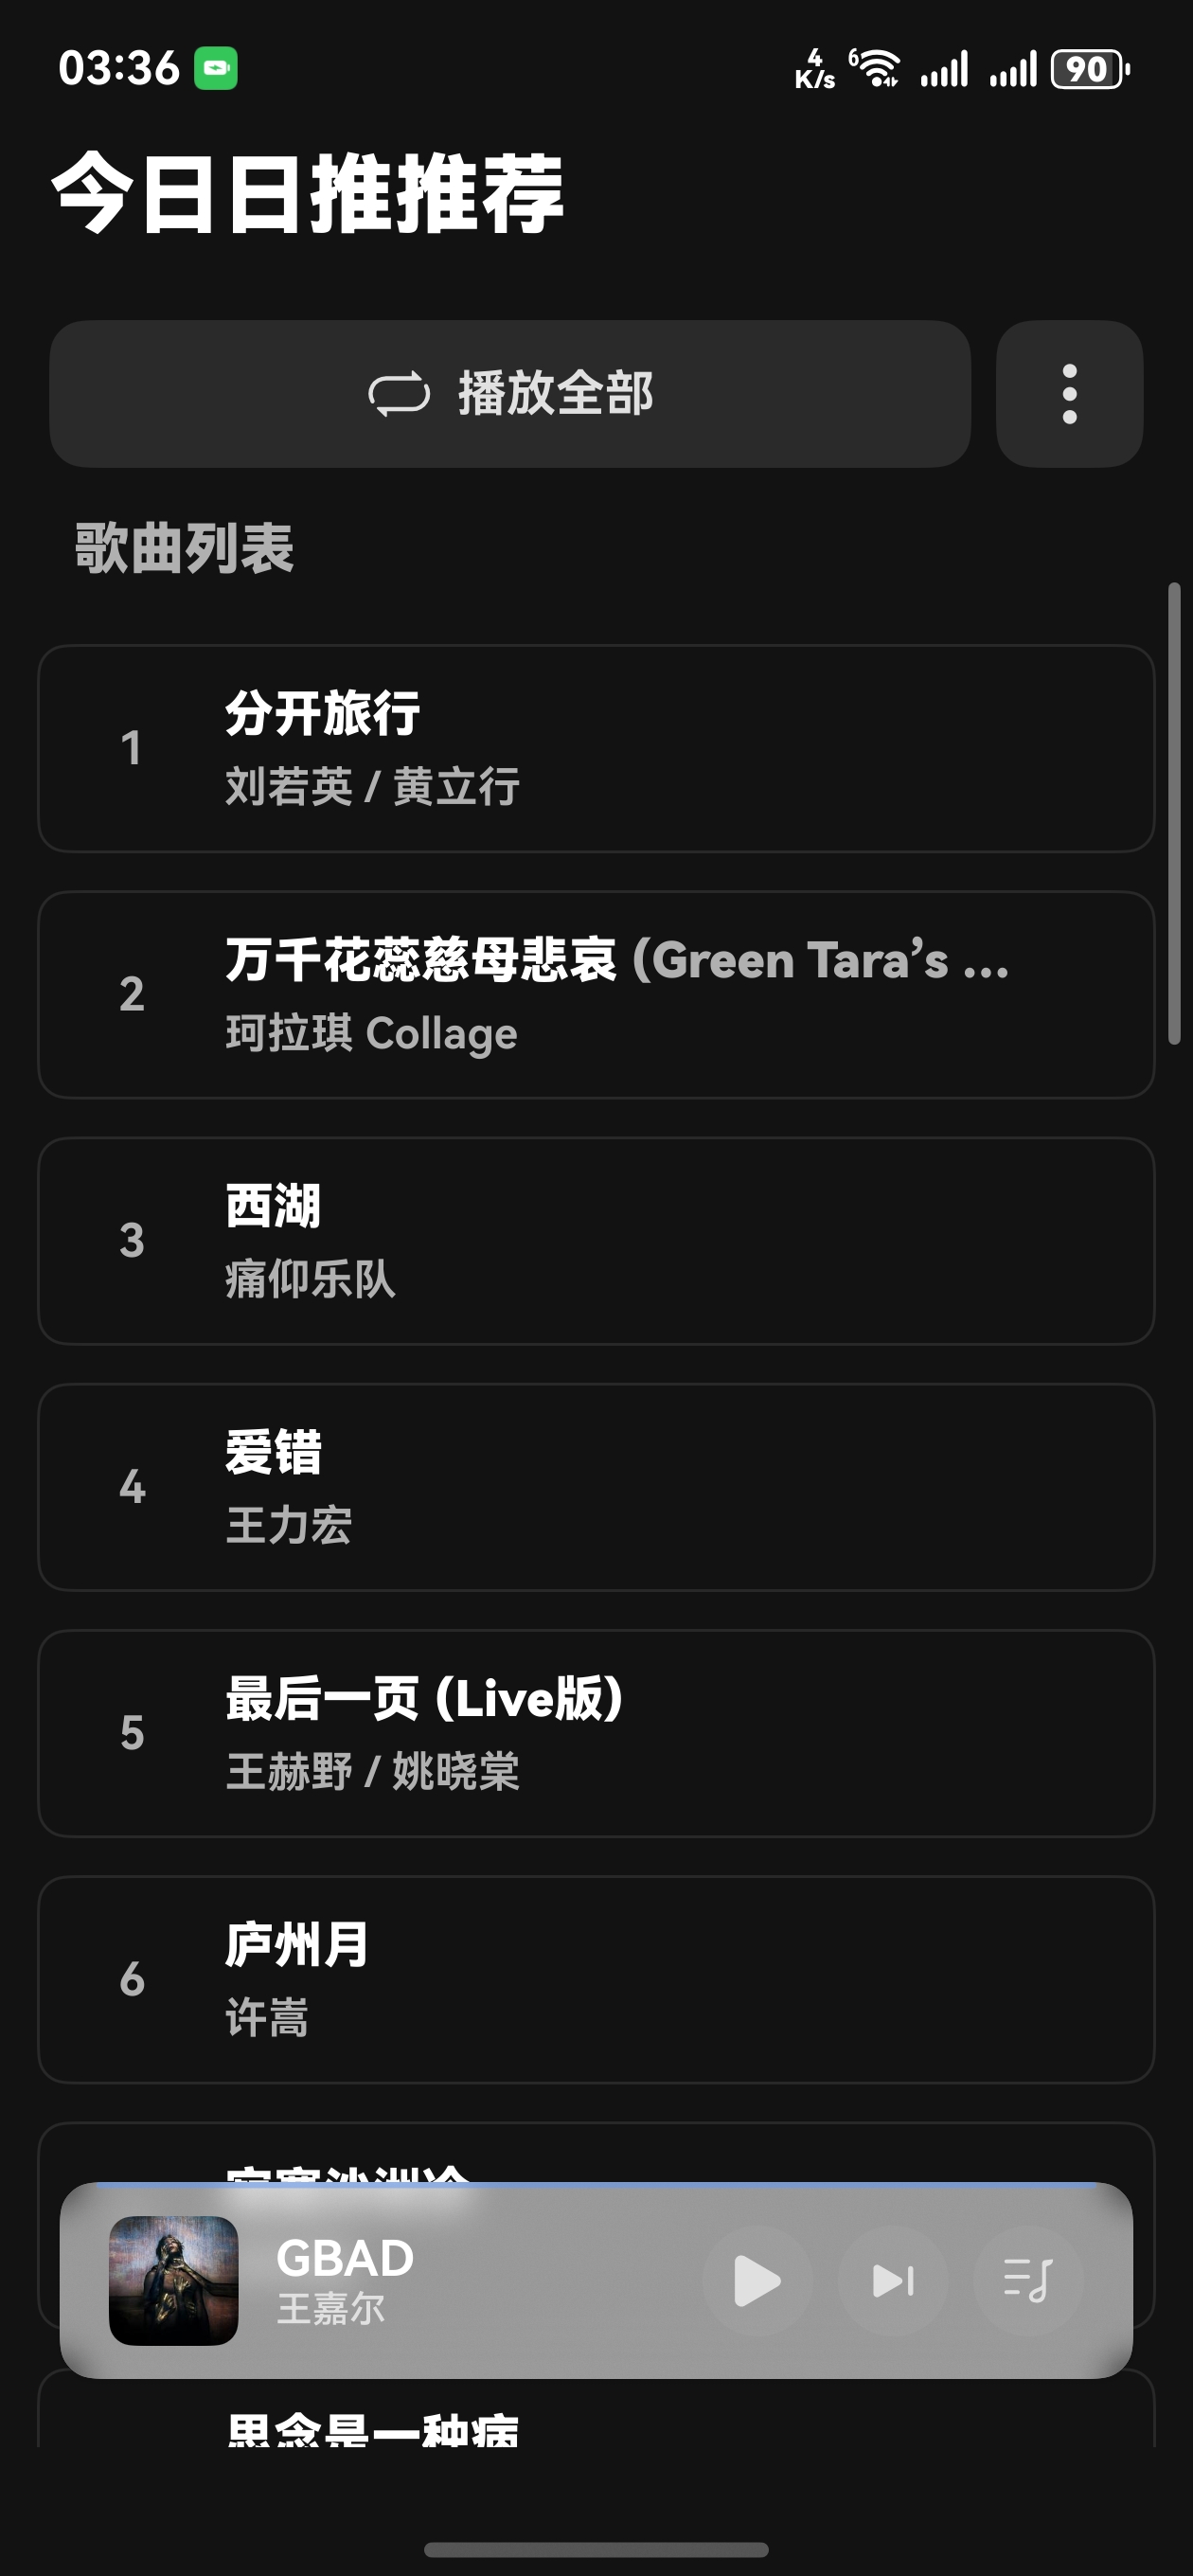 03:36
4
K/s
6
90
今日日推推荐
播放全部
歌曲列表
1
分开旅行
刘若英 / 黄立行
2
万千花蕊慈母悲哀 (Green Tara’s ...
珂拉琪 Collage
3
西湖
痛仰乐队
4
爱错
王力宏
5
最后一页 (Live版)
王赫野 / 姚晓棠
6
庐州月
许嵩
GBAD
王嘉尔
思念是一种病